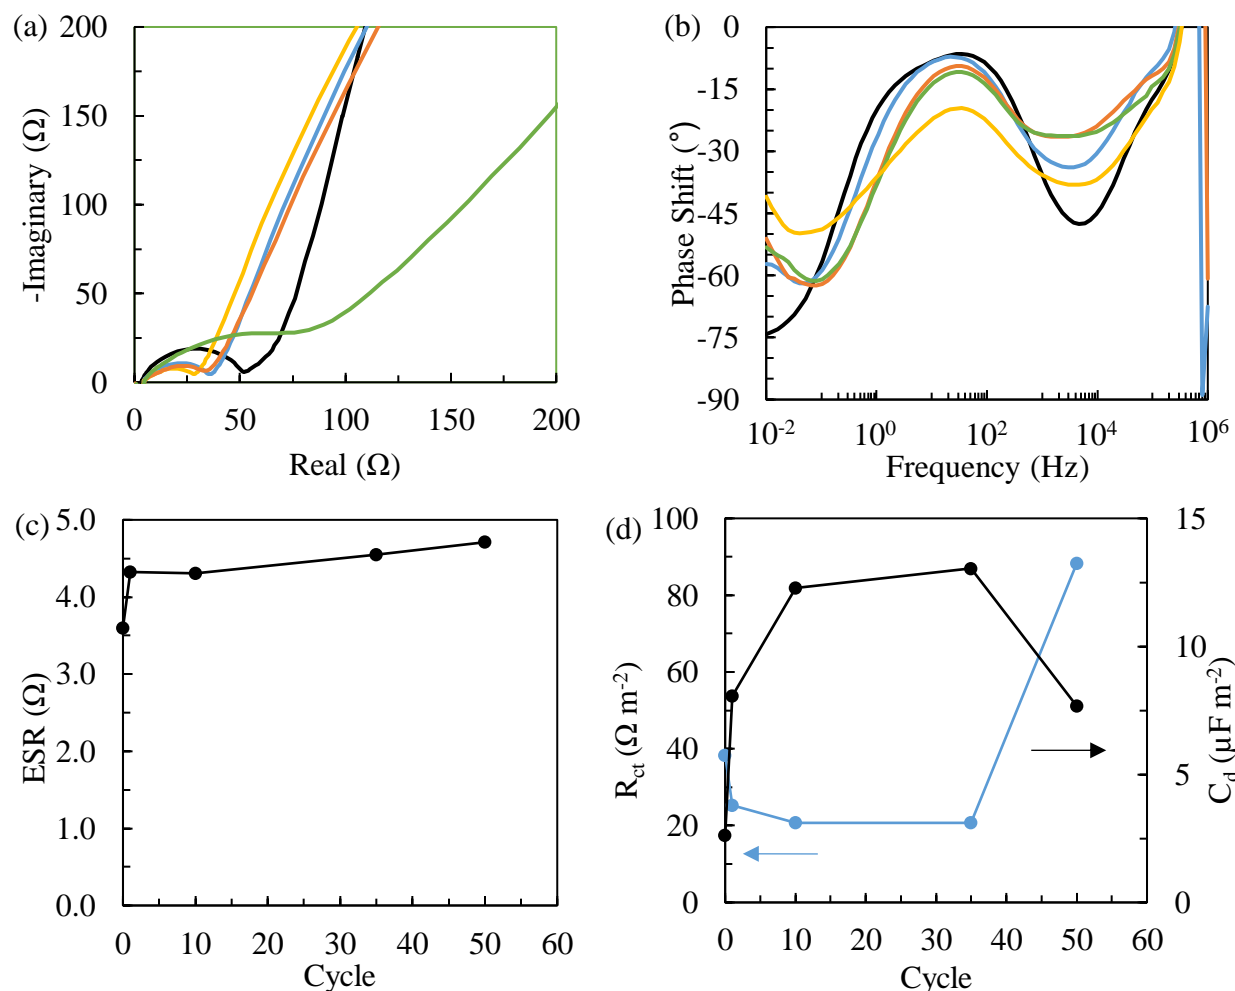 (a)
200
150
100
50
0
-Imaginary (Ω)
0 50 100 150 200
Real (Ω)
(b)
0
-15
-30
-45
-60
-75
-90
Phase Shift (°)
10-2 100 102 104 106
Frequency (Hz)
(c)
5.0
4.0
3.0
2.0
1.0
0.0
ESR (Ω)
0 10 20 30 40 50 60
Cycle
(d)
100
80
60
40
20
0
Rct (Ω m-2)
15
10
5
0
Cd (µF m-2)
0 10 20 30 40 50 60
Cycle